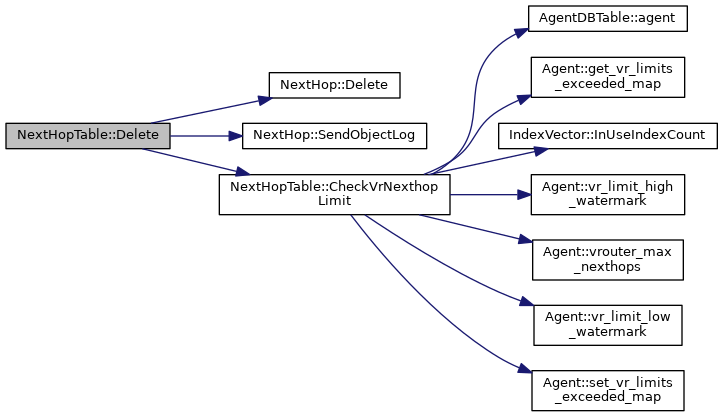 NextHopTable::Delete
NextHop::Delete
NextHop::SendObjectLog
NextHopTable::CheckVrNexthop
Limit
AgentDBTable::agent
Agent::get_vr_limits
_exceeded_map
IndexVector::InUseIndexCount
Agent::vr_limit_high
_watermark
Agent::vrouter_max
_nexthops
Agent::vr_limit_low
_watermark
Agent::set_vr_limits
_exceeded_map